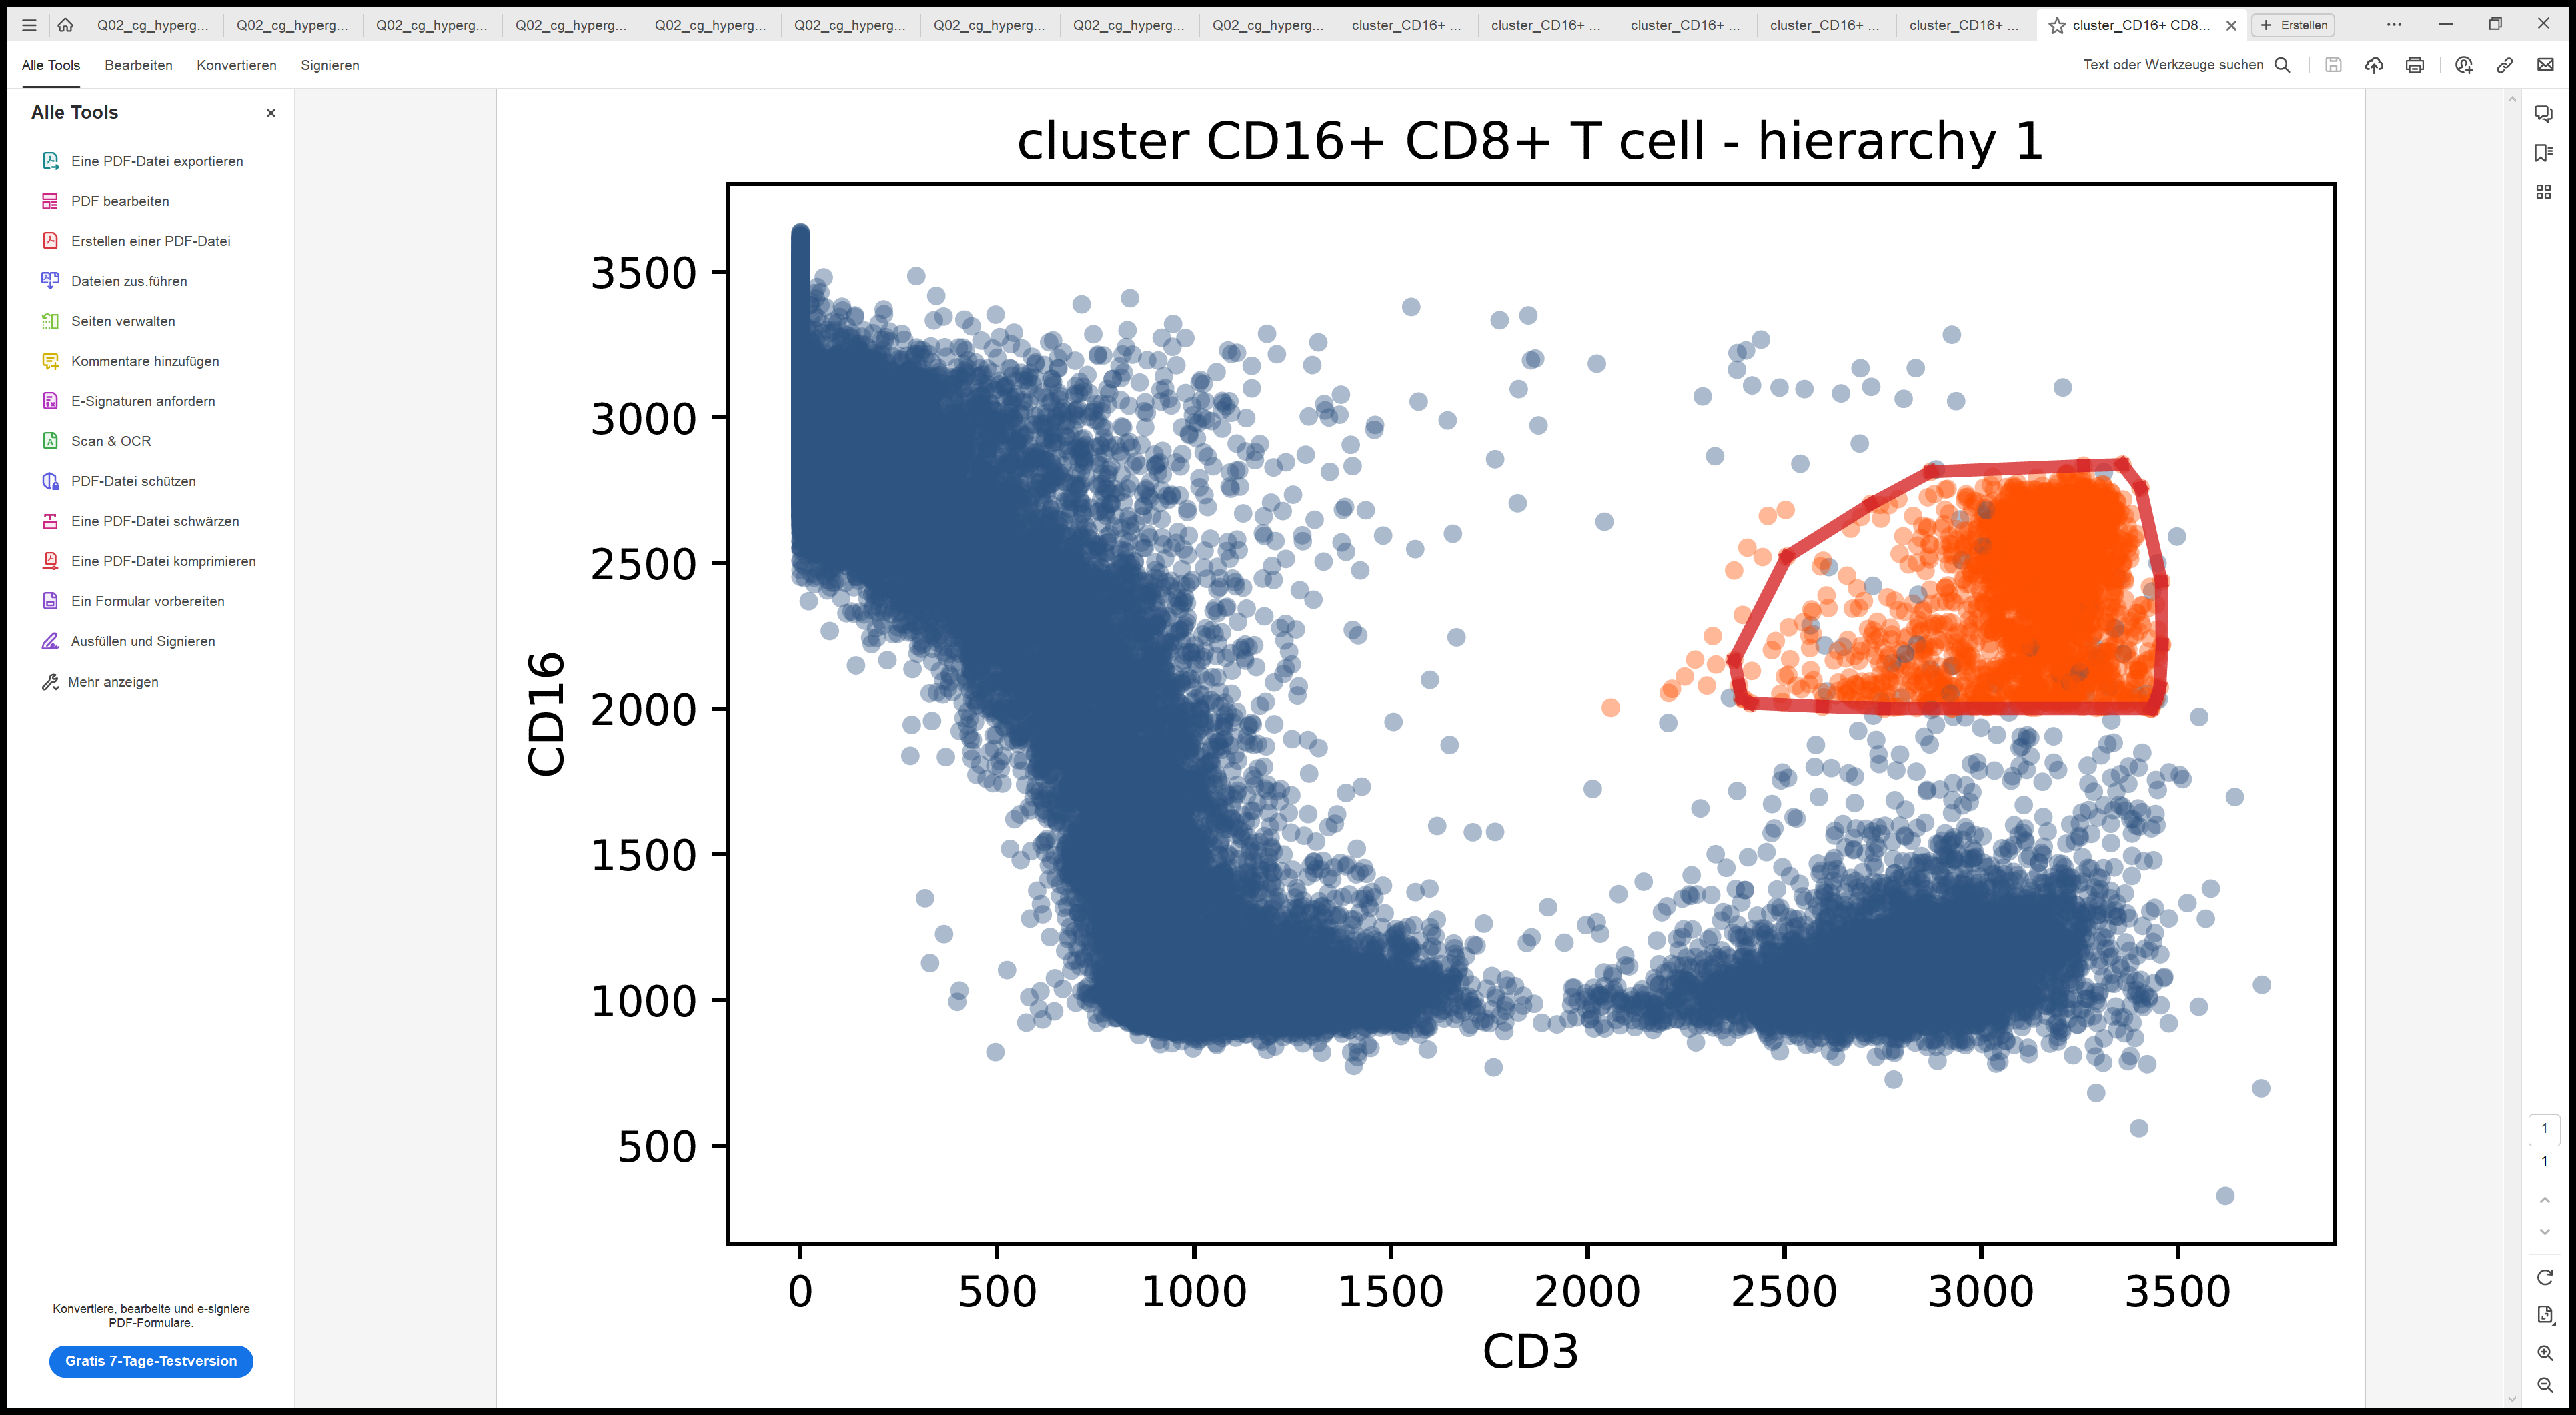 Q02_cg_hyperg...
Q02_cg_hyperg...
Q02_cg_hyperg...
Q02_cg_hyperg...
Q02_cg_hyperg...
Q02_cg_hyperg...
Q02_cg_hyperg...
Q02_cg_hyperg...
Q02_cg_hyperg...
cluster_CD16+ ...
cluster_CD16+ ...
cluster_CD16+ ...
cluster_CD16+ ...
cluster_CD16+ ...
cluster_CD16+ CD8...
Erstellen
Alle Tools
Bearbeiten
Konvertieren
Signieren
Text oder Werkzeuge suchen
Alle Tools
Eine PDF-Datei exportieren
PDF bearbeiten
Erstellen einer PDF-Datei
Dateien zus.führen
Seiten verwalten
Kommentare hinzufügen
E-Signaturen anfordern
Scan & OCR
PDF-Datei schützen
Eine PDF-Datei schwärzen
Eine PDF-Datei komprimieren
Ein Formular vorbereiten
Ausfüllen und Signieren
Mehr anzeigen
Konvertiere, bearbeite und e-signiere
PDF-Formulare.
Gratis 7-Tage-Testversion
cluster CD16+ CD8+ T cell - hierarchy 1
CD16
3500
3000
2500
2000
1500
1000
500
0 500 1000 1500 2000 2500 3000 3500
CD3
1
1